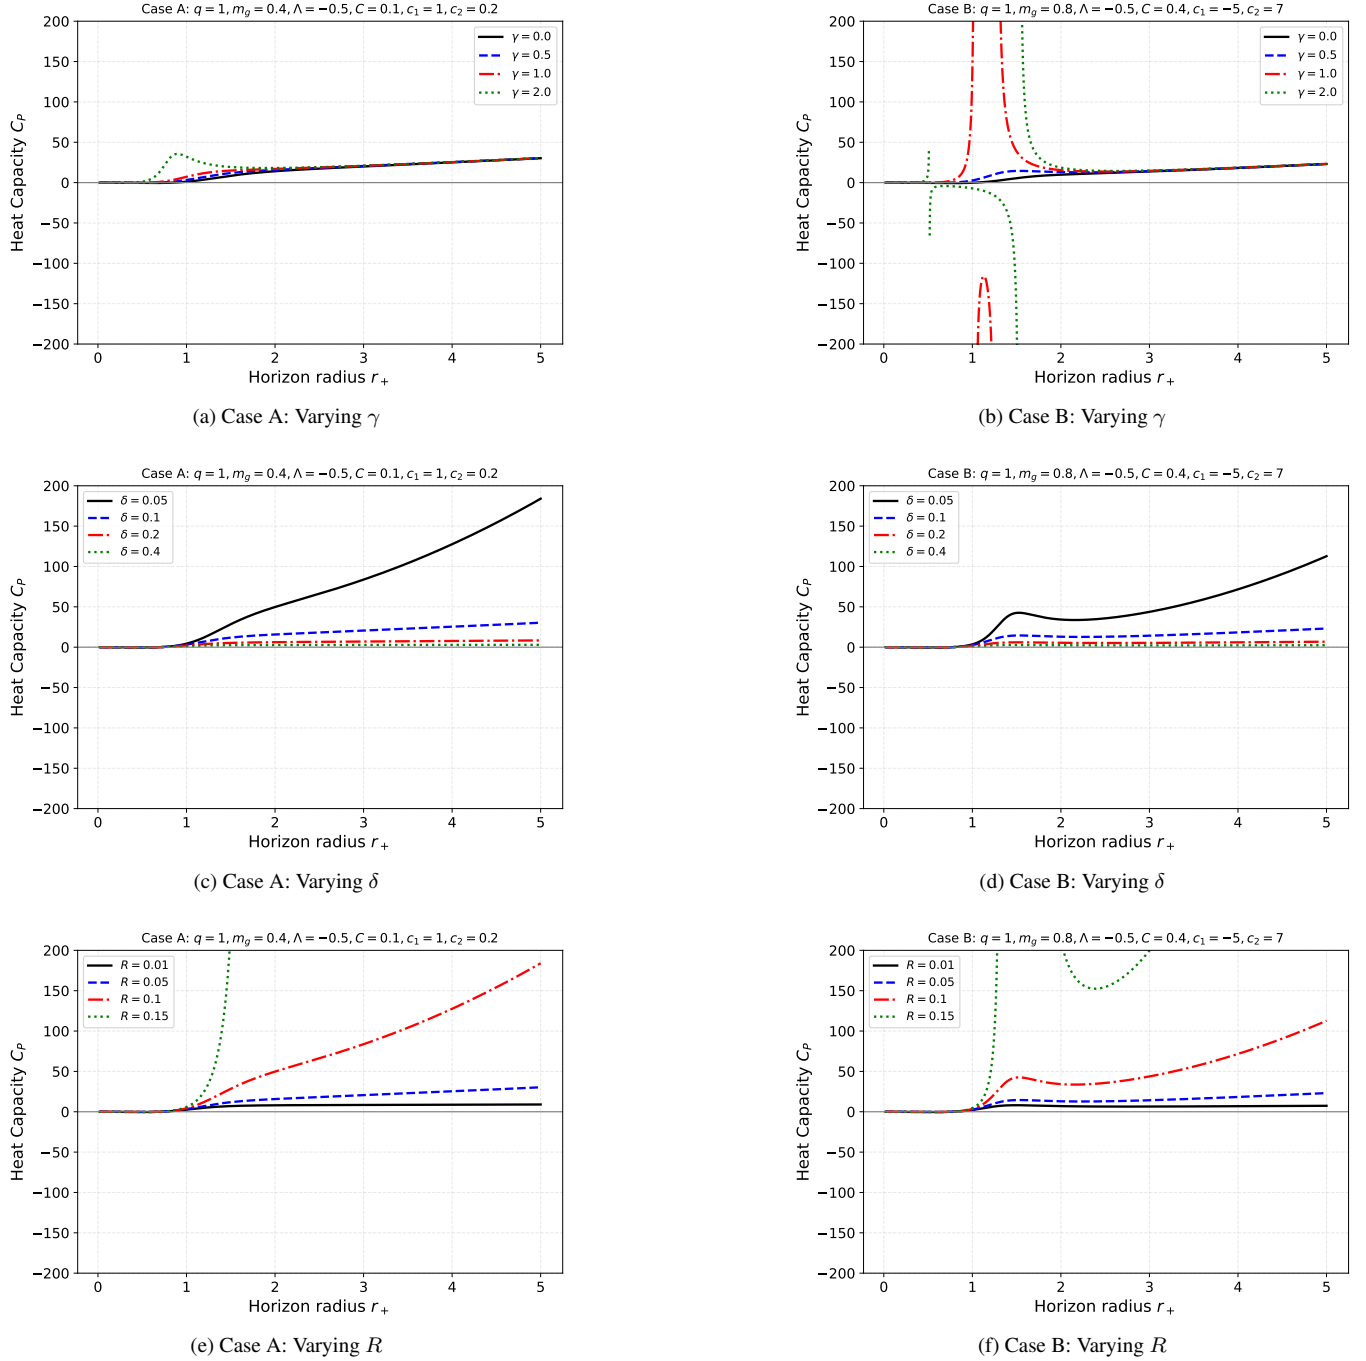 Case A: q = 1, m_g = 0.4, Λ = −0.5, C = 0.1, c_1 = 1, c_2 = 0.2
200
150
100
50
0
−50
−100
−150
−200
Heat Capacity C_P
γ = 0.0
γ = 0.5
γ = 1.0
γ = 2.0
0 1 2 3 4 5
Horizon radius r_+
(a) Case A: Varying γ
Case B: q = 1, m_g = 0.8, Λ = −0.5, C = 0.4, c_1 = −5, c_2 = 7
200
150
100
50
0
−50
−100
−150
−200
Heat Capacity C_P
γ = 0.0
γ = 0.5
γ = 1.0
γ = 2.0
0 1 2 3 4 5
Horizon radius r_+
(b) Case B: Varying γ
Case A: q = 1, m_g = 0.4, Λ = −0.5, C = 0.1, c_1 = 1, c_2 = 0.2
200
150
100
50
0
−50
−100
−150
−200
Heat Capacity C_P
δ = 0.05
δ = 0.1
δ = 0.2
δ = 0.4
0 1 2 3 4 5
Horizon radius r_+
(c) Case A: Varying δ
Case B: q = 1, m_g = 0.8, Λ = −0.5, C = 0.4, c_1 = −5, c_2 = 7
200
150
100
50
0
−50
−100
−150
−200
Heat Capacity C_P
δ = 0.05
δ = 0.1
δ = 0.2
δ = 0.4
0 1 2 3 4 5
Horizon radius r_+
(d) Case B: Varying δ
Case A: q = 1, m_g = 0.4, Λ = −0.5, C = 0.1, c_1 = 1, c_2 = 0.2
200
150
100
50
0
−50
−100
−150
−200
Heat Capacity C_P
R = 0.01
R = 0.05
R = 0.1
R = 0.15
0 1 2 3 4 5
Horizon radius r_+
(e) Case A: Varying R
Case B: q = 1, m_g = 0.8, Λ = −0.5, C = 0.4, c_1 = −5, c_2 = 7
200
150
100
50
0
−50
−100
−150
−200
Heat Capacity C_P
R = 0.01
R = 0.05
R = 0.1
R = 0.15
0 1 2 3 4 5
Horizon radius r_+
(f) Case B: Varying R